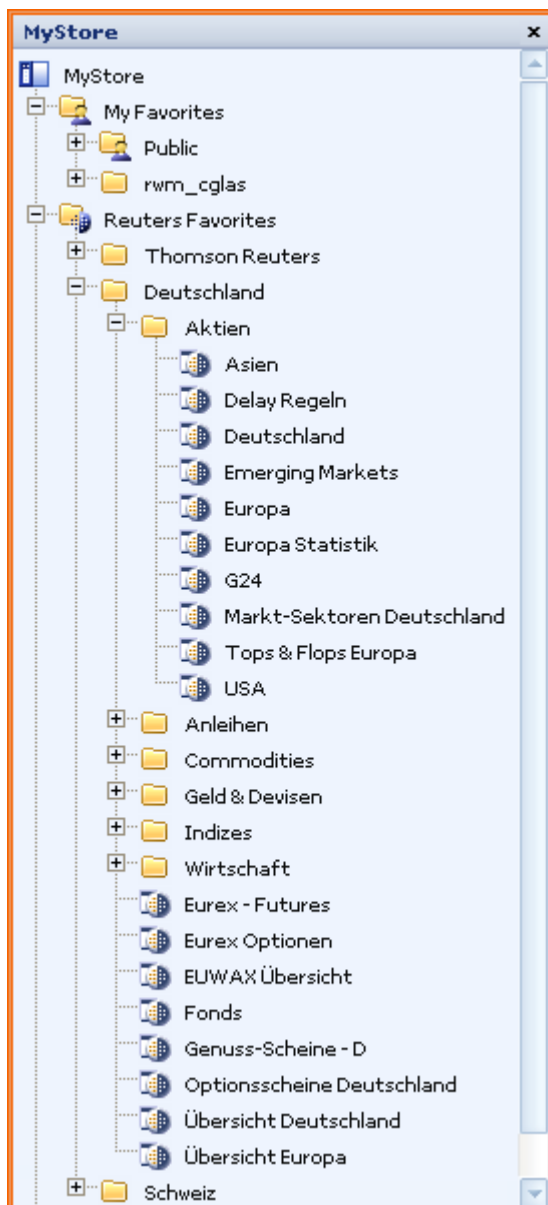 MyStore
MyStore
My Favorites
Public
rwm_cglas
Reuters Favorites
Thomson Reuters
Deutschland
Aktien
Asien
Delay Regeln
Deutschland
Emerging Markets
Europa
Europa Statistik
G24
Markt-Sektoren Deutschland
Tops & Flops Europa
USA
Anleihen
Commodities
Geld & Devisen
Indizes
Wirtschaft
Eurex - Futures
Eurex Optionen
EUWAX Übersicht
Fonds
Genuss-Scheine - D
Optionsscheine Deutschland
Übersicht Deutschland
Übersicht Europa
Schweiz